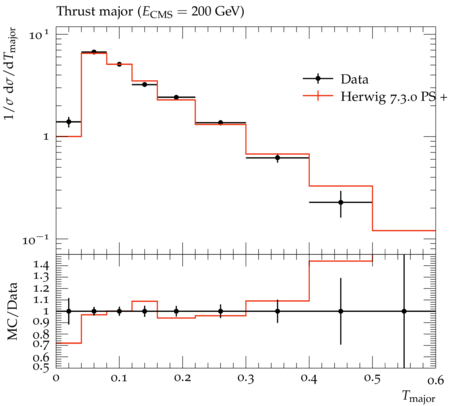 Thrust major (E_CMS = 200 GeV)
1/σ dσ/dT_major
10^1
1
10^−1
Data
Herwig 7.3.0 PS +
MC/Data
1.4
1.3
1.2
1.1
1
0.9
0.8
0.7
0.6
0.5
0 0.1 0.2 0.3 0.4 0.5 0.6
T_major